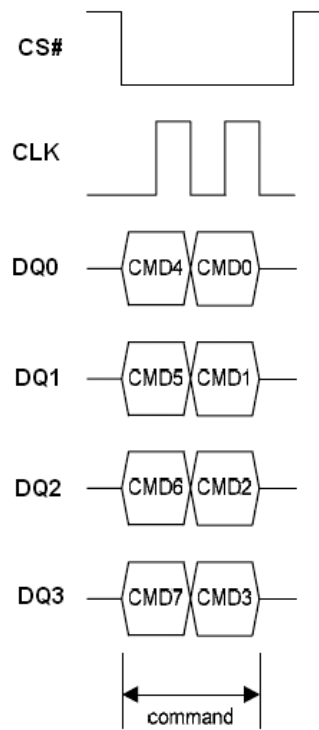 CS#
CLK
DQ0 CMD4 CMD0
DQ1 CMD5 CMD1
DQ2 CMD6 CMD2
DQ3 CMD7 CMD3
command